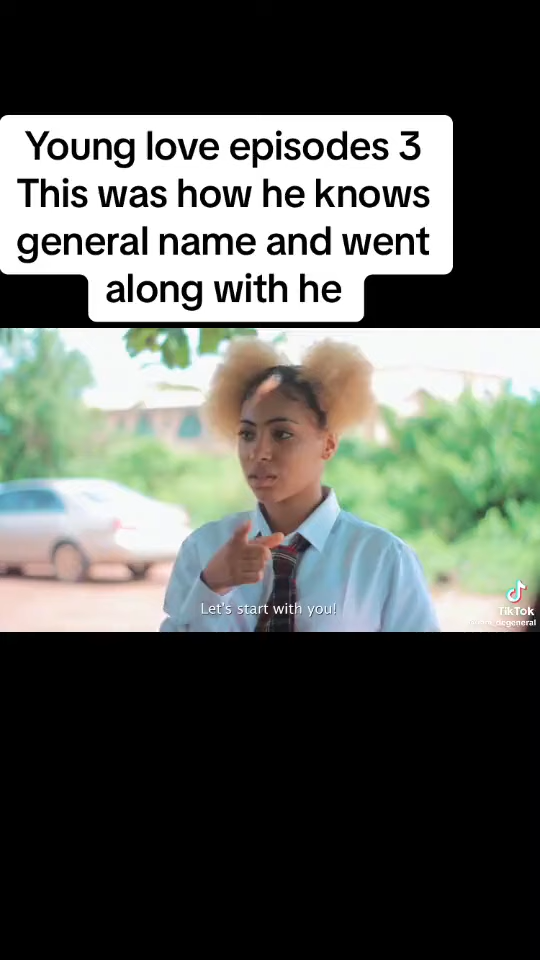 Young love episodes 3
This was how he knows
general name and went
along with he
Let's start with you!
TikTok